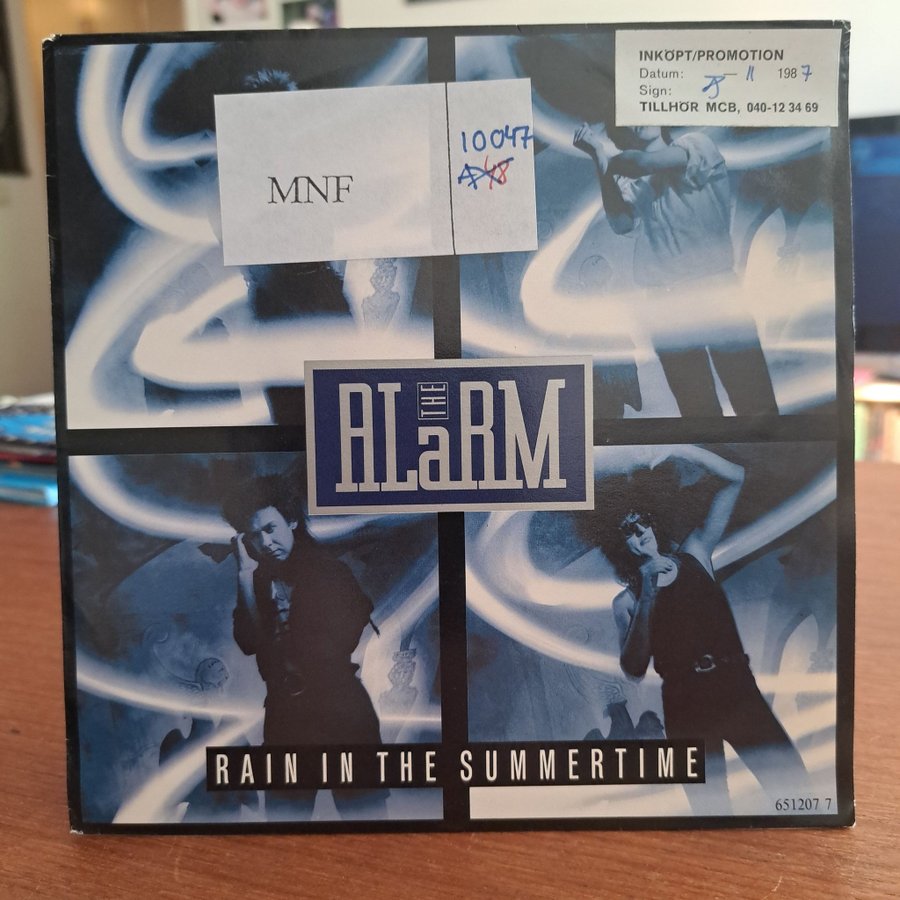 INKÖPT/PROMOTION
Datum: 11 1987
Sign:
TILLHÖR MCB, 040-12 34 69
MNF
10047
THE ALaRM
RAIN IN THE SUMMERTIME
651207 7